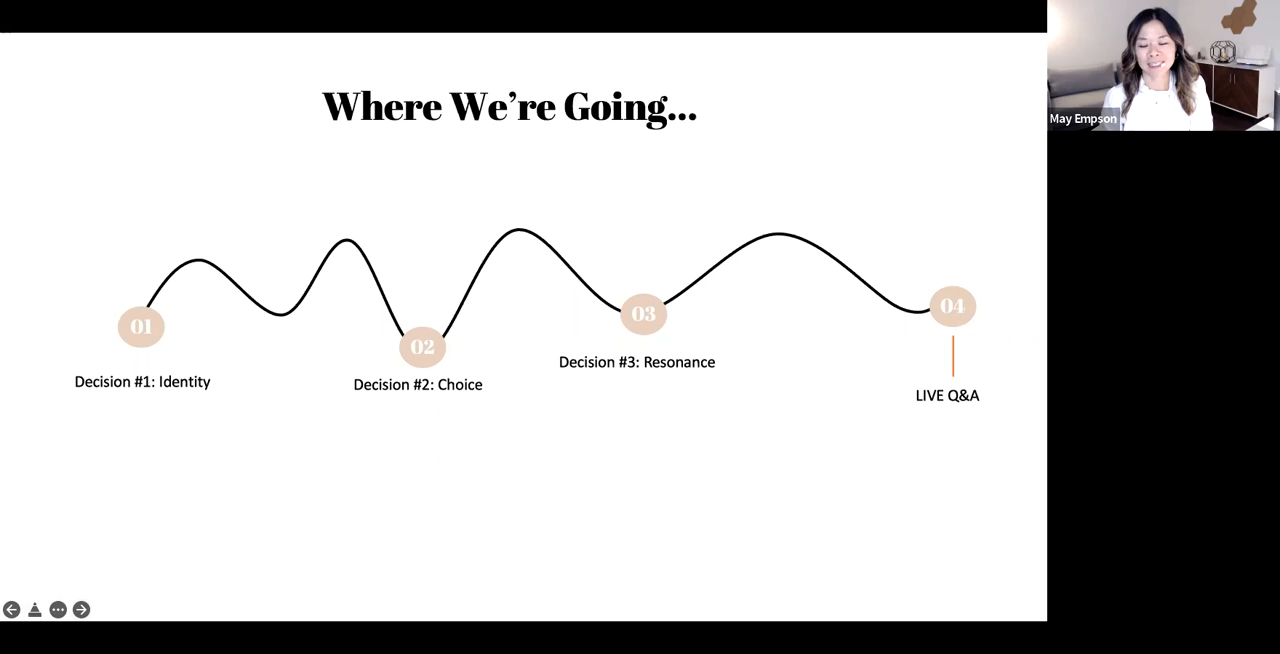 Where We’re Going...
May Empson
01
02
03
04
Decision #1: Identity
Decision #2: Choice
Decision #3: Resonance
LIVE Q&A